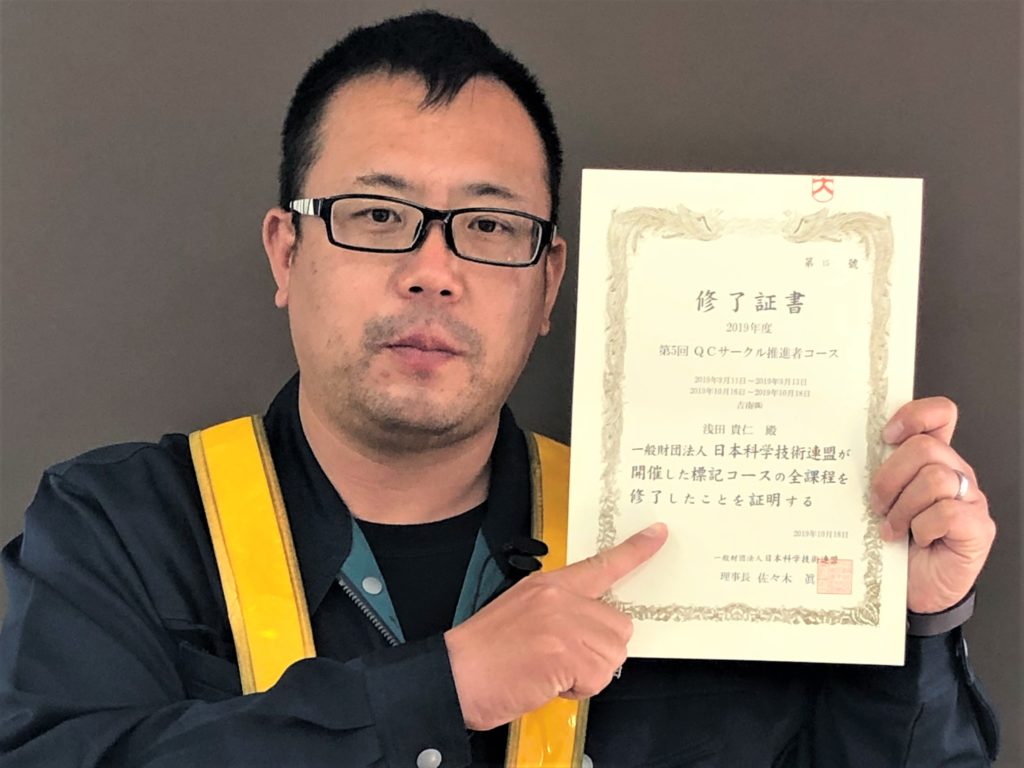 第15號
修了証書
2019年度
第5回 QCサークル推進者コース
2019年9月11日～2019年9月13日
2019年10月16日～2019年10月18日
吉南㈱
浅田 貴仁 殿
一般財団法人 日本科学技術連盟が
開催した標記コースの全課程を
修了したことを証明する
2019年10月18日
一般財団法人日本科学技術連盟
理事長 佐々木 眞